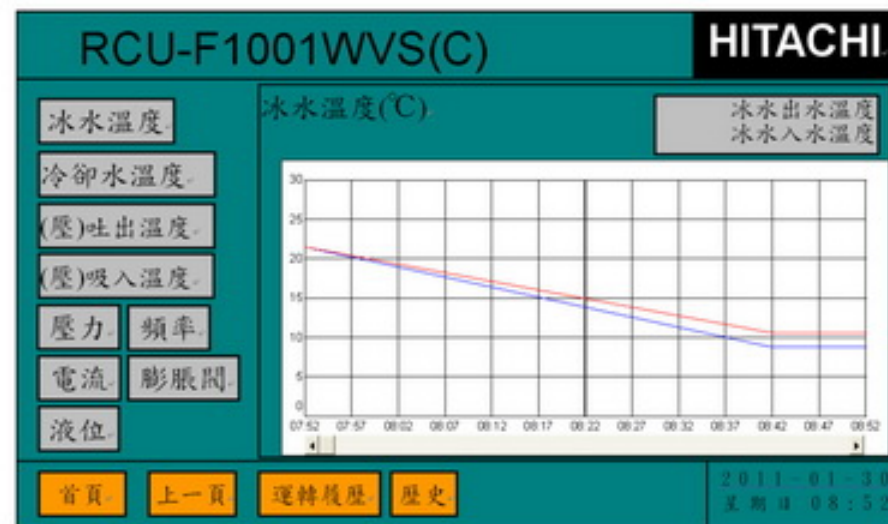 RCU-F1001WVS(C)
HITACHI
冰水溫度
冷卻水溫度
(壓)吐出溫度
(壓)吸入溫度
壓力
頻率
電流
膨脹閥
液位
冰水溫度(℃)
冰水出水溫度
冰水入水溫度
30
25
20
15
10
5
0
07:52 07:57 08:02 08:07 08:12 08:17 08:22 08:27 08:32 08:37 08:42 08:47 08:52
首頁
上一頁
運轉履歷
歷史
2011-01-30
星期日 08:52